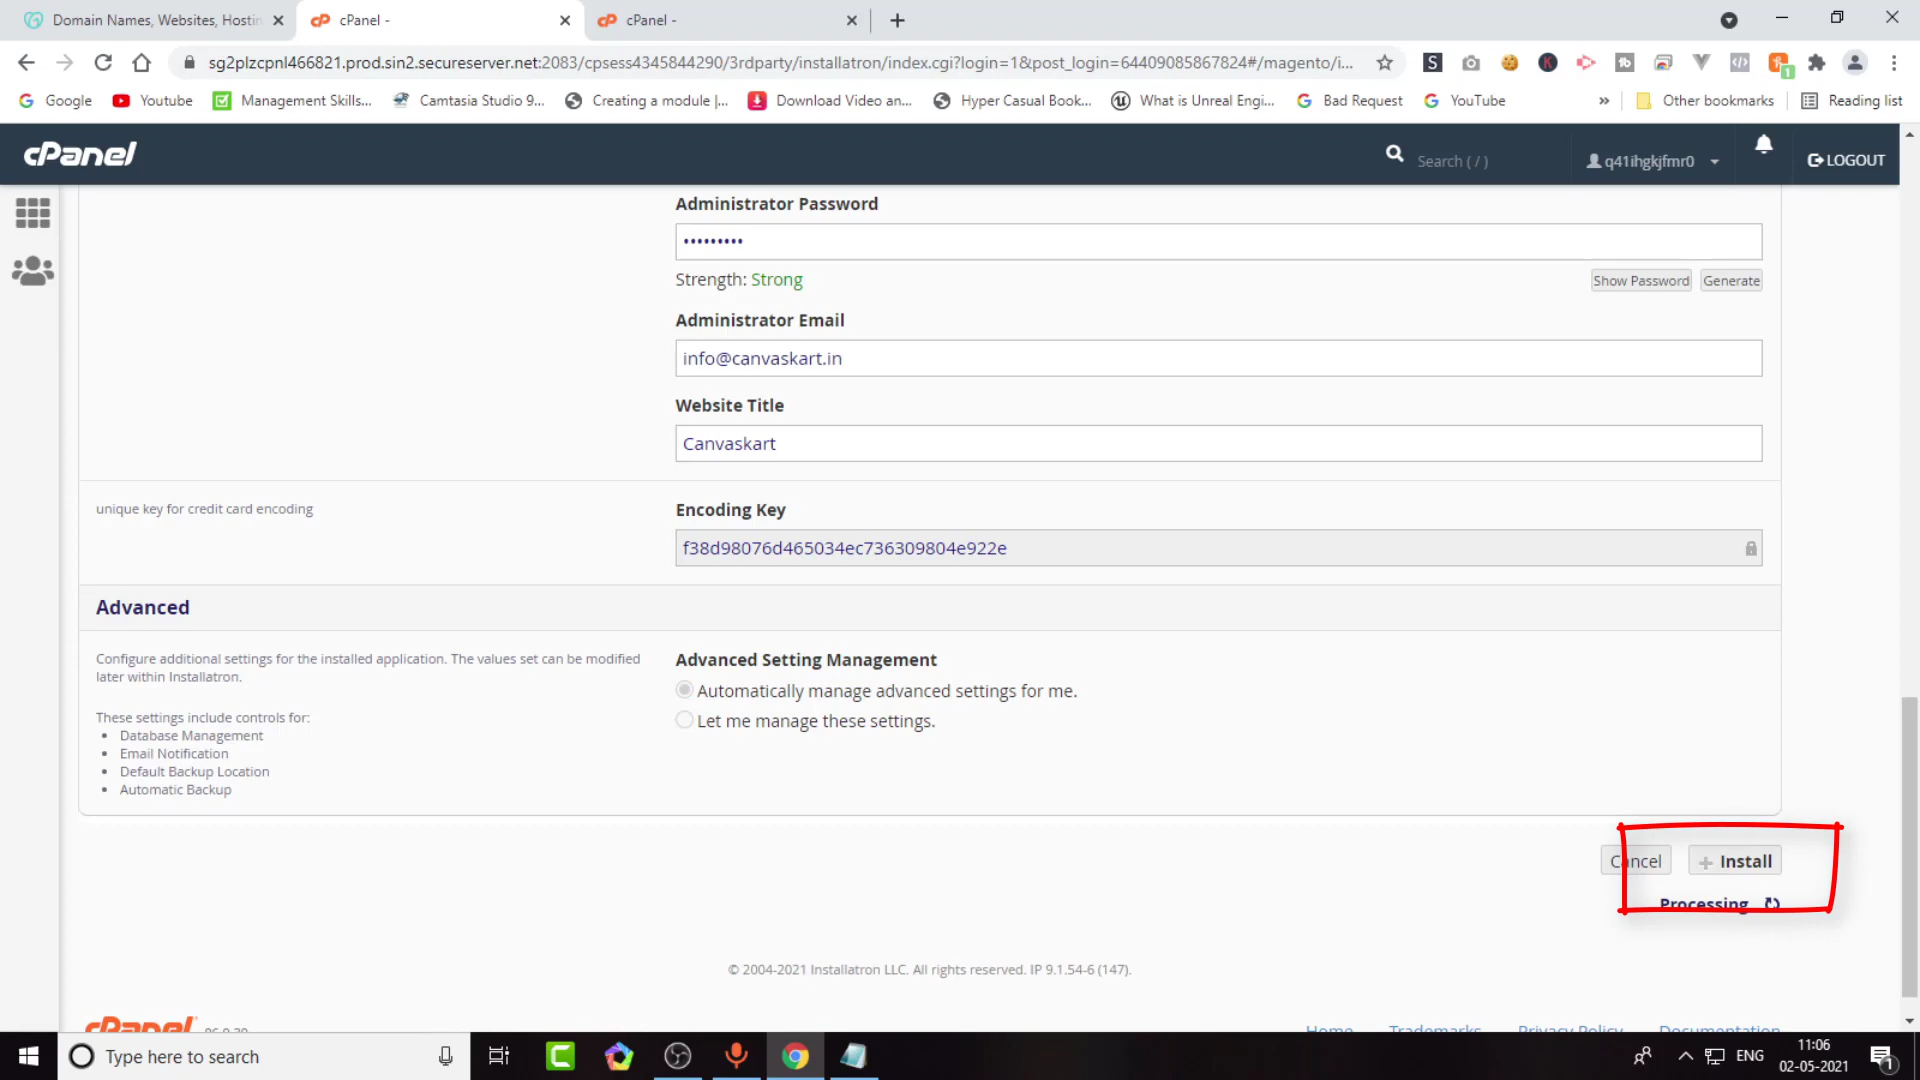 Domain Names, Websites, Hostin
cPanel -
cPanel -
sg2plzcpnl466821.prod.sin2.secureserver.net:2083/cpsess4345844290/3rdparty/installatron/index.cgi?login=1&post_login=64409085867824#/magento/i...
Google
Youtube
Management Skills...
Camtasia Studio 9...
Creating a module |...
Download Video an...
Hyper Casual Book...
What is Unreal Engi...
Bad Request
YouTube
»
Other bookmarks
Reading list
cPanel
Search ( / )
q41ihgkjfmr0
LOGOUT
Administrator Password
•••••••••
Strength: Strong
Show Password
Generate
Administrator Email
info@canvaskart.in
Website Title
Canvaskart
unique key for credit card encoding
Encoding Key
f38d98076d465034ec736309804e922e
Advanced
Configure additional settings for the installed application. The values set can be modified
later within Installatron.
These settings include controls for:
• Database Management
• Email Notification
• Default Backup Location
• Automatic Backup
Advanced Setting Management
Automatically manage advanced settings for me.
Let me manage these settings.
Cancel
+ Install
Processing
© 2004-2021 Installatron LLC. All rights reserved. IP 9.1.54-6 (147).
cPanel
Home
Trademarks
Privacy Policy
Documentation
Type here to search
ENG
11:06
02-05-2021
1